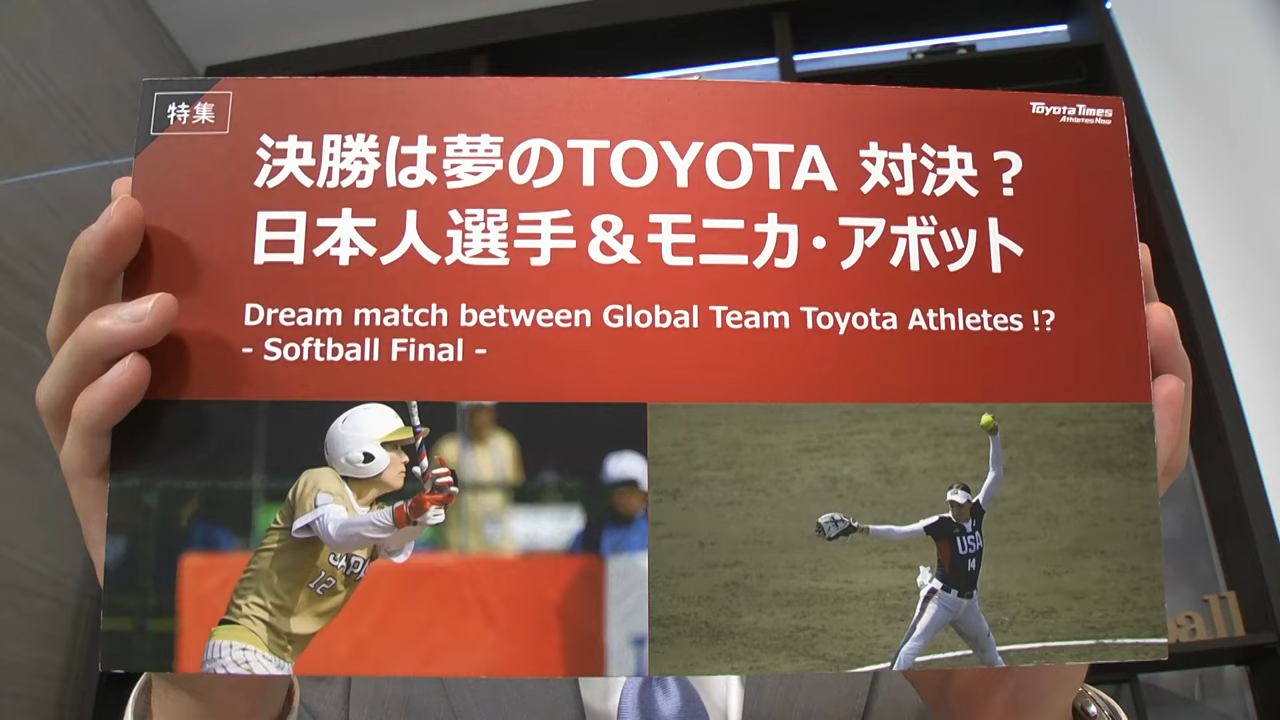 特集
ToyotaTimes
Athletes Now
決勝は夢のTOYOTA 対決？
日本人選手＆モニカ・アボット
Dream match between Global Team Toyota Athletes !?
- Softball Final -
JAPA
12
USA
14
all